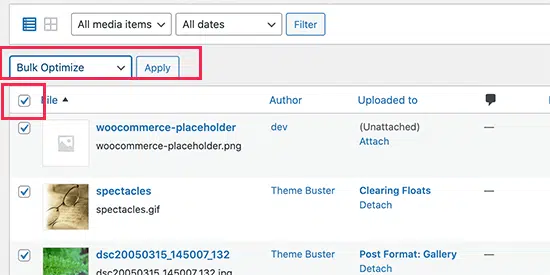 All media items All dates Filter
Bulk Optimize Apply
File Author Uploaded to
woocommerce-placeholder dev (Unattached) —
woocommerce-placeholder.png Attach
spectacles Theme Buster Clearing Floats —
spectacles.gif Detach
dsc20050315_145007_132 Theme Buster Post Format: Gallery —
dsc20050315_145007_132.jpg Detach